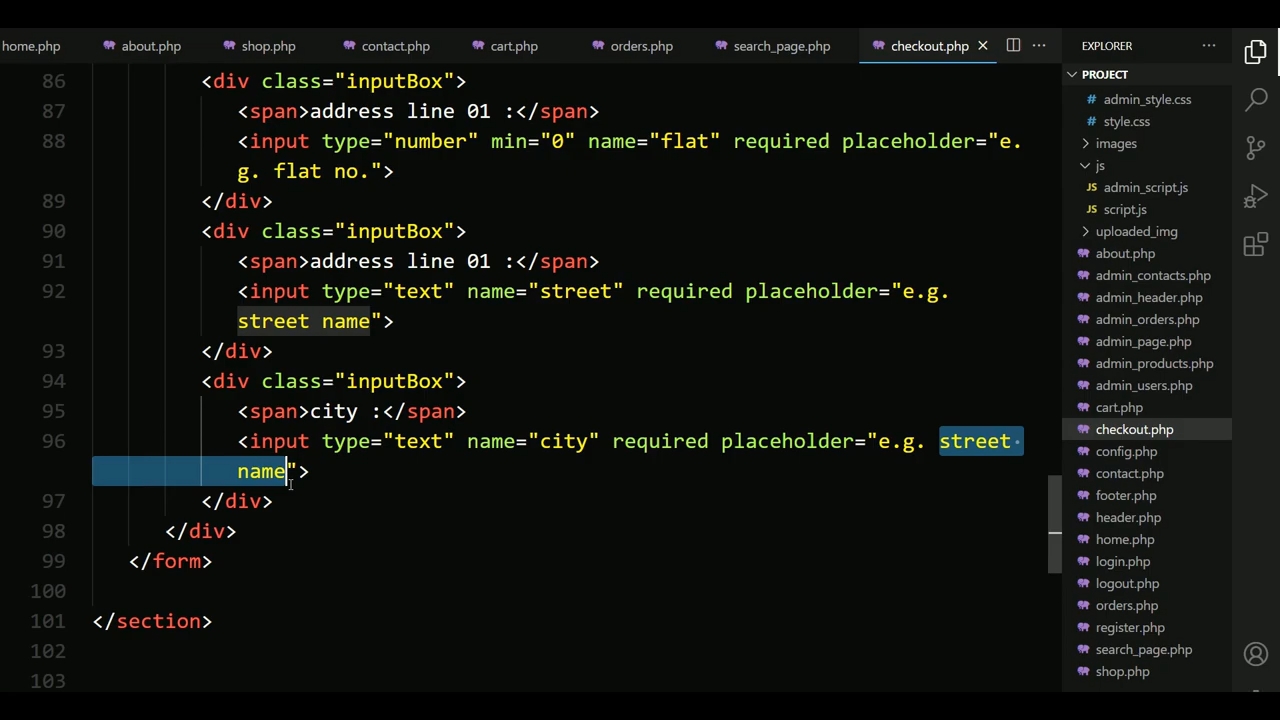 home.php about.php shop.php contact.php cart.php orders.php search_page.php checkout.php
EXPLORER
PROJECT
admin_style.css
style.css
images
js
admin_script.js
script.js
uploaded_img
about.php
admin_contacts.php
admin_header.php
admin_orders.php
admin_page.php
admin_products.php
admin_users.php
cart.php
checkout.php
config.php
contact.php
footer.php
header.php
home.php
login.php
logout.php
orders.php
register.php
search_page.php
shop.php
86 <div class="inputBox">
87 <span>address line 01 :</span>
88 <input type="number" min="0" name="flat" required placeholder="e.
g. flat no.">
89 </div>
90 <div class="inputBox">
91 <span>address line 01 :</span>
92 <input type="text" name="street" required placeholder="e.g.
street name">
93 </div>
94 <div class="inputBox">
95 <span>city :</span>
96 <input type="text" name="city" required placeholder="e.g. street
name">
97 </div>
98 </div>
99 </form>
100
101 </section>
102
103